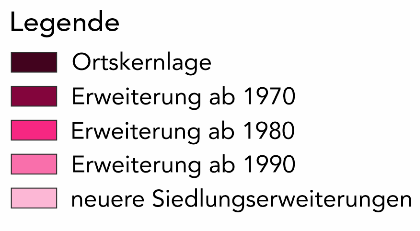 Legende
Ortskernlage
Erweiterung ab 1970
Erweiterung ab 1980
Erweiterung ab 1990
neuere Siedlungserweiterungen